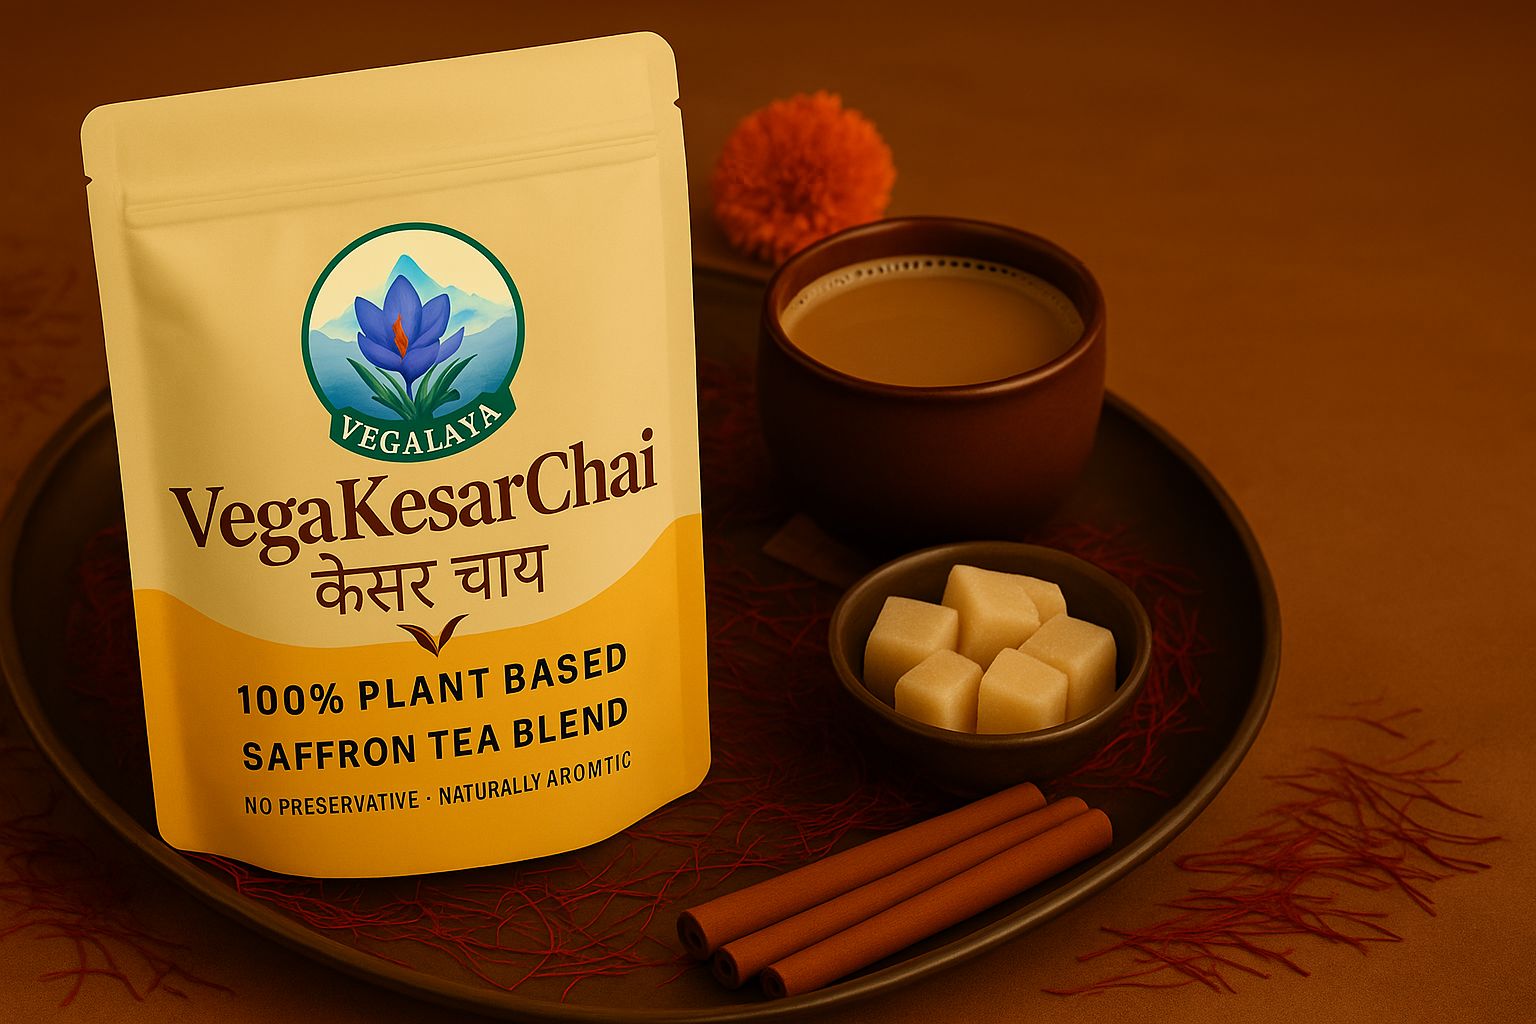 VEGALAYA
VegaKesarChai
केसर चाय
100% PLANT BASED
SAFFRON TEA BLEND
NO PRESERVATIVE · NATURALLY AROMTIC